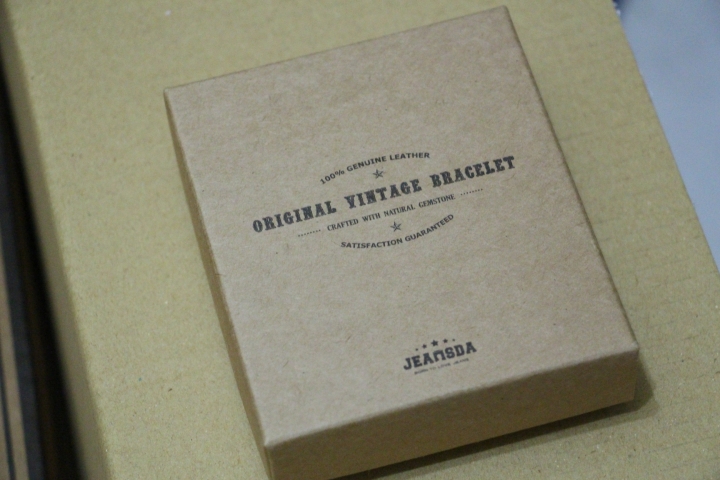 100% GENUINE LEATHER
ORIGINAL VINTAGE BRACELET
CRAFTED WITH NATURAL GEMSTONE
SATISFACTION GUARANTEED
JEANSDA